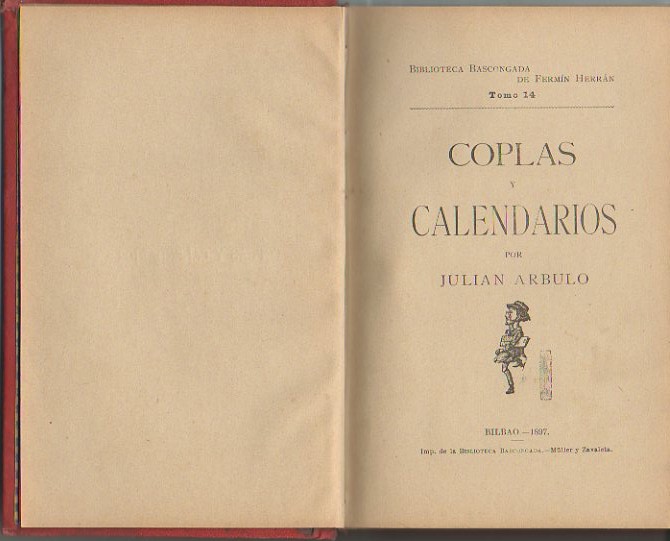 BIBLIOTECA BASCONGADA
DE FERMÍN HERRÁN
Tomo 14
COPLAS
Y
CALENDARIOS
POR
JULIAN ARBULO
BILBAO.—1897.
Imp. de la BIBLIOTECA BASCONGADA.—Müller y Zavaleta.